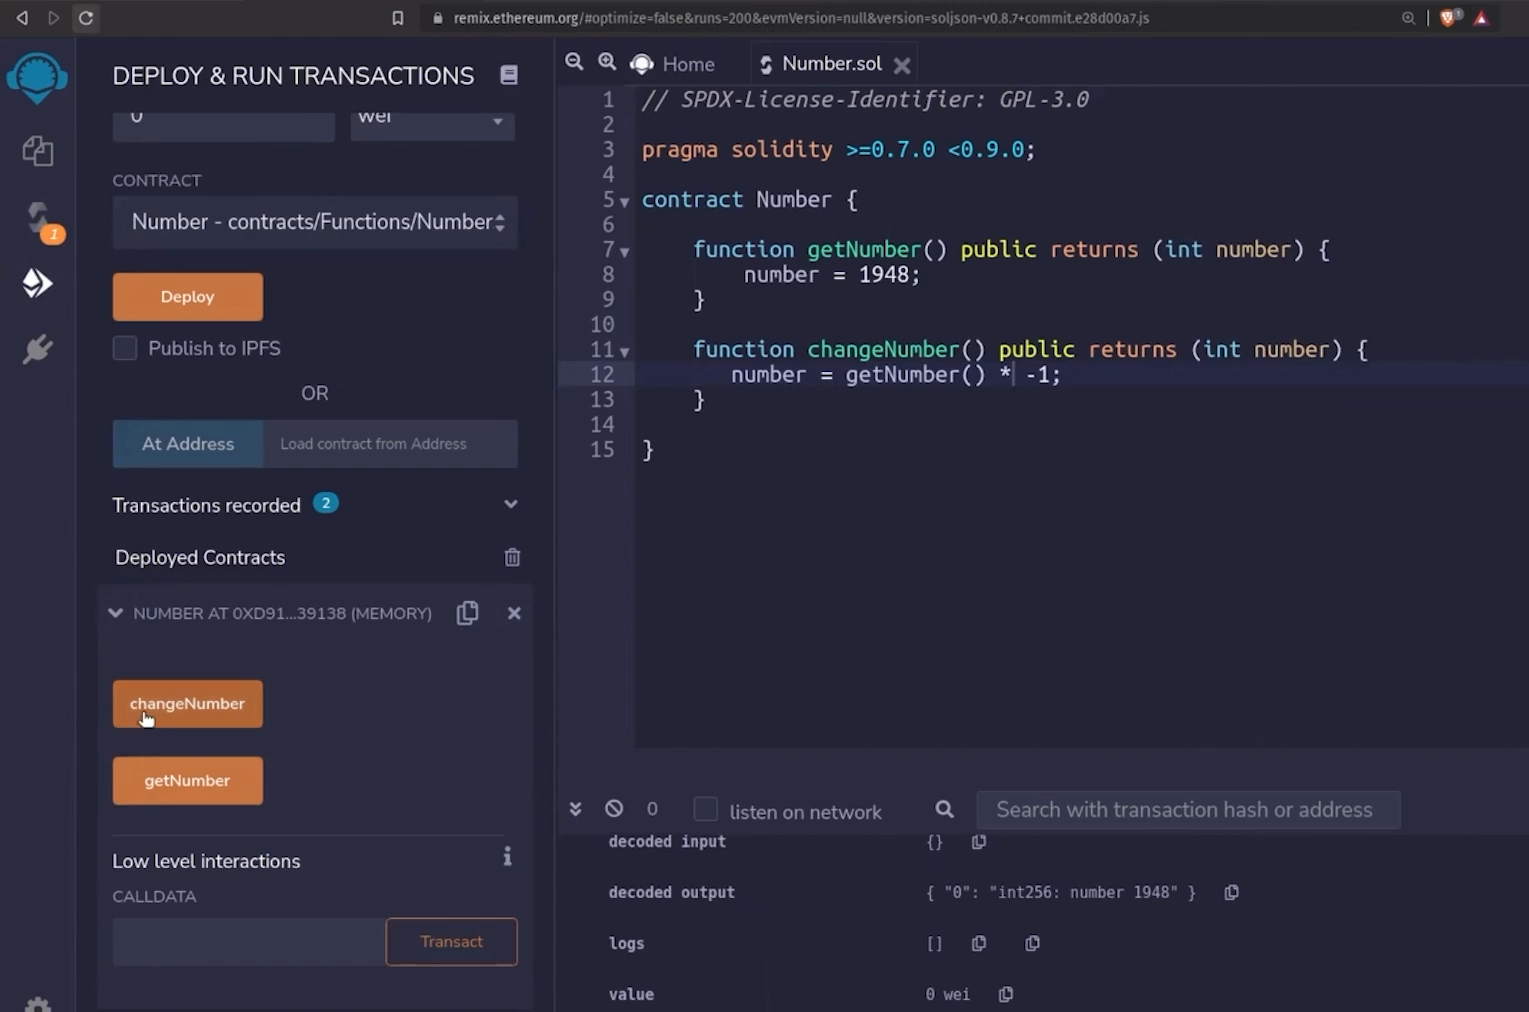 remix.ethereum.org/#optimize=false&runs=200&evmVersion=null&version=soljson-v0.8.7+commit.e28d00a7.js
DEPLOY & RUN TRANSACTIONS
0
wei
CONTRACT
Number - contracts/Functions/Number
1
Deploy
Publish to IPFS
OR
At Address
Load contract from Address
Transactions recorded 2
Deployed Contracts
NUMBER AT 0XD91...39138 (MEMORY)
changeNumber
getNumber
Low level interactions
CALLDATA
Transact
Home
Number.sol
1 // SPDX-License-Identifier: GPL-3.0
2
3 pragma solidity >=0.7.0 <0.9.0;
4
5 contract Number {
6
7 function getNumber() public returns (int number) {
8 number = 1948;
9 }
10
11 function changeNumber() public returns (int number) {
12 number = getNumber() * -1;
13 }
14
15 }
0
listen on network
Search with transaction hash or address
decoded input {}
decoded output { "0": "int256: number 1948" }
logs []
value 0 wei